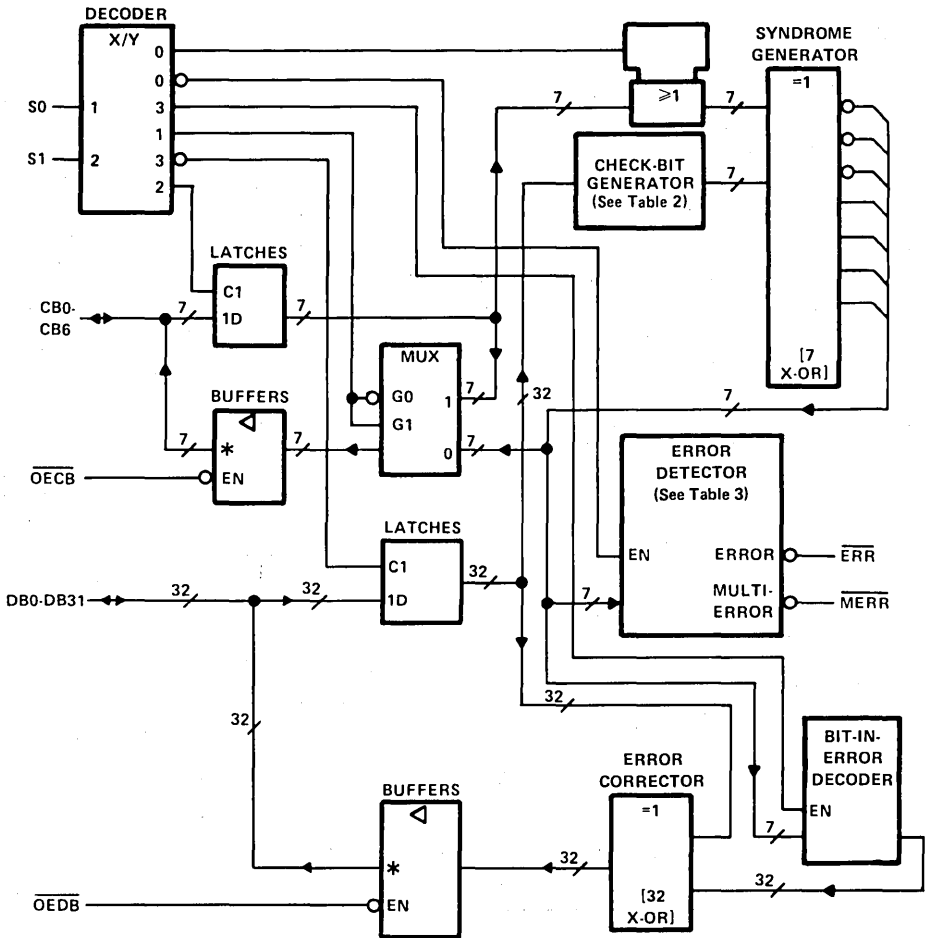 DECODER
X/Y
0
0
3
1
3
2
S0
1
S1
2
≥1
7
7
SYNDROME
GENERATOR
=1
[7
X-OR]
CHECK-BIT
GENERATOR
(See Table 2)
7
LATCHES
C1
1D
CB0-
CB6
7
7
MUX
G0
G1
1
0
7
7
32
7
BUFFERS
*
EN
7
7
OECB
ERROR
DETECTOR
(See Table 3)
EN
ERROR
MULTI-
ERROR
ERR
MERR
7
LATCHES
C1
1D
32
DB0-DB31
32
32
32
32
BIT-IN-
ERROR
DECODER
EN
7
ERROR
CORRECTOR
=1
[32
X-OR]
32
32
BUFFERS
*
EN
OEDB